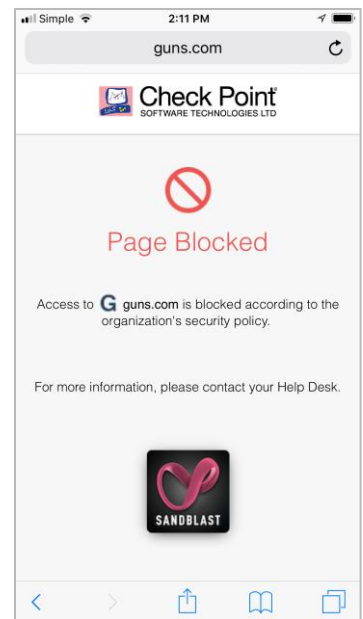 Simple 2:11 PM
guns.com
Check Point
SOFTWARE TECHNOLOGIES LTD
Page Blocked
Access to G guns.com is blocked according to the
organization's security policy.
For more information, please contact your Help Desk.
SANDBLAST